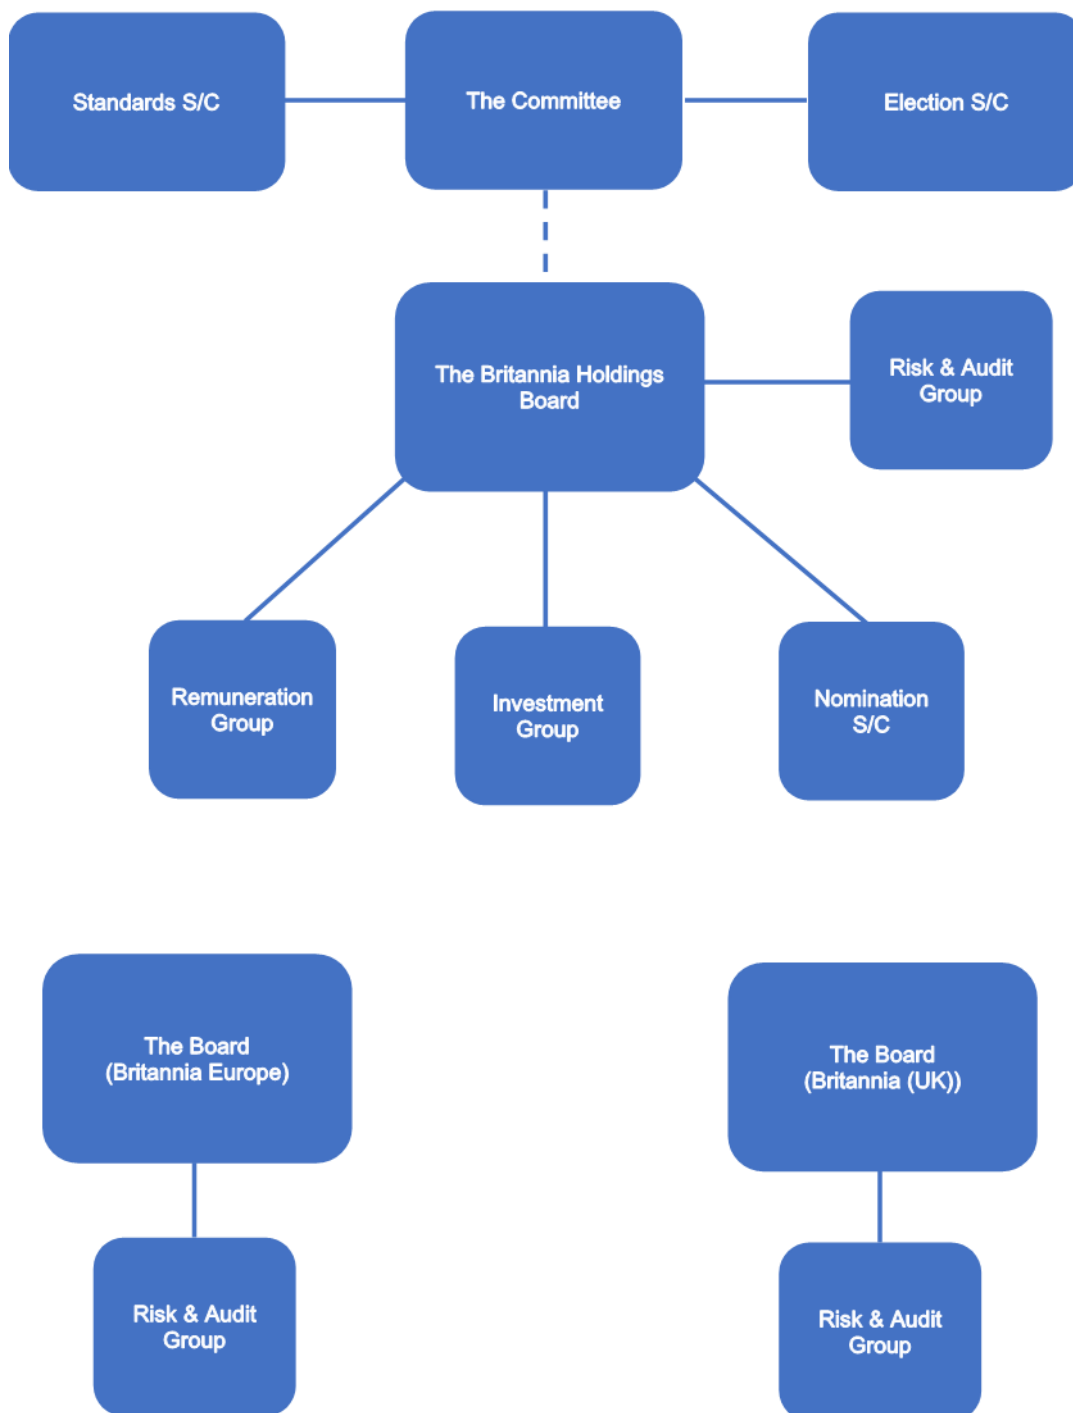 Standards S/C
The Committee
Election S/C
The Britannia Holdings
Board
Risk & Audit
Group
Remuneration
Group
Investment
Group
Nomination
S/C
The Board
(Britannia Europe)
The Board
(Britannia (UK))
Risk & Audit
Group
Risk & Audit
Group